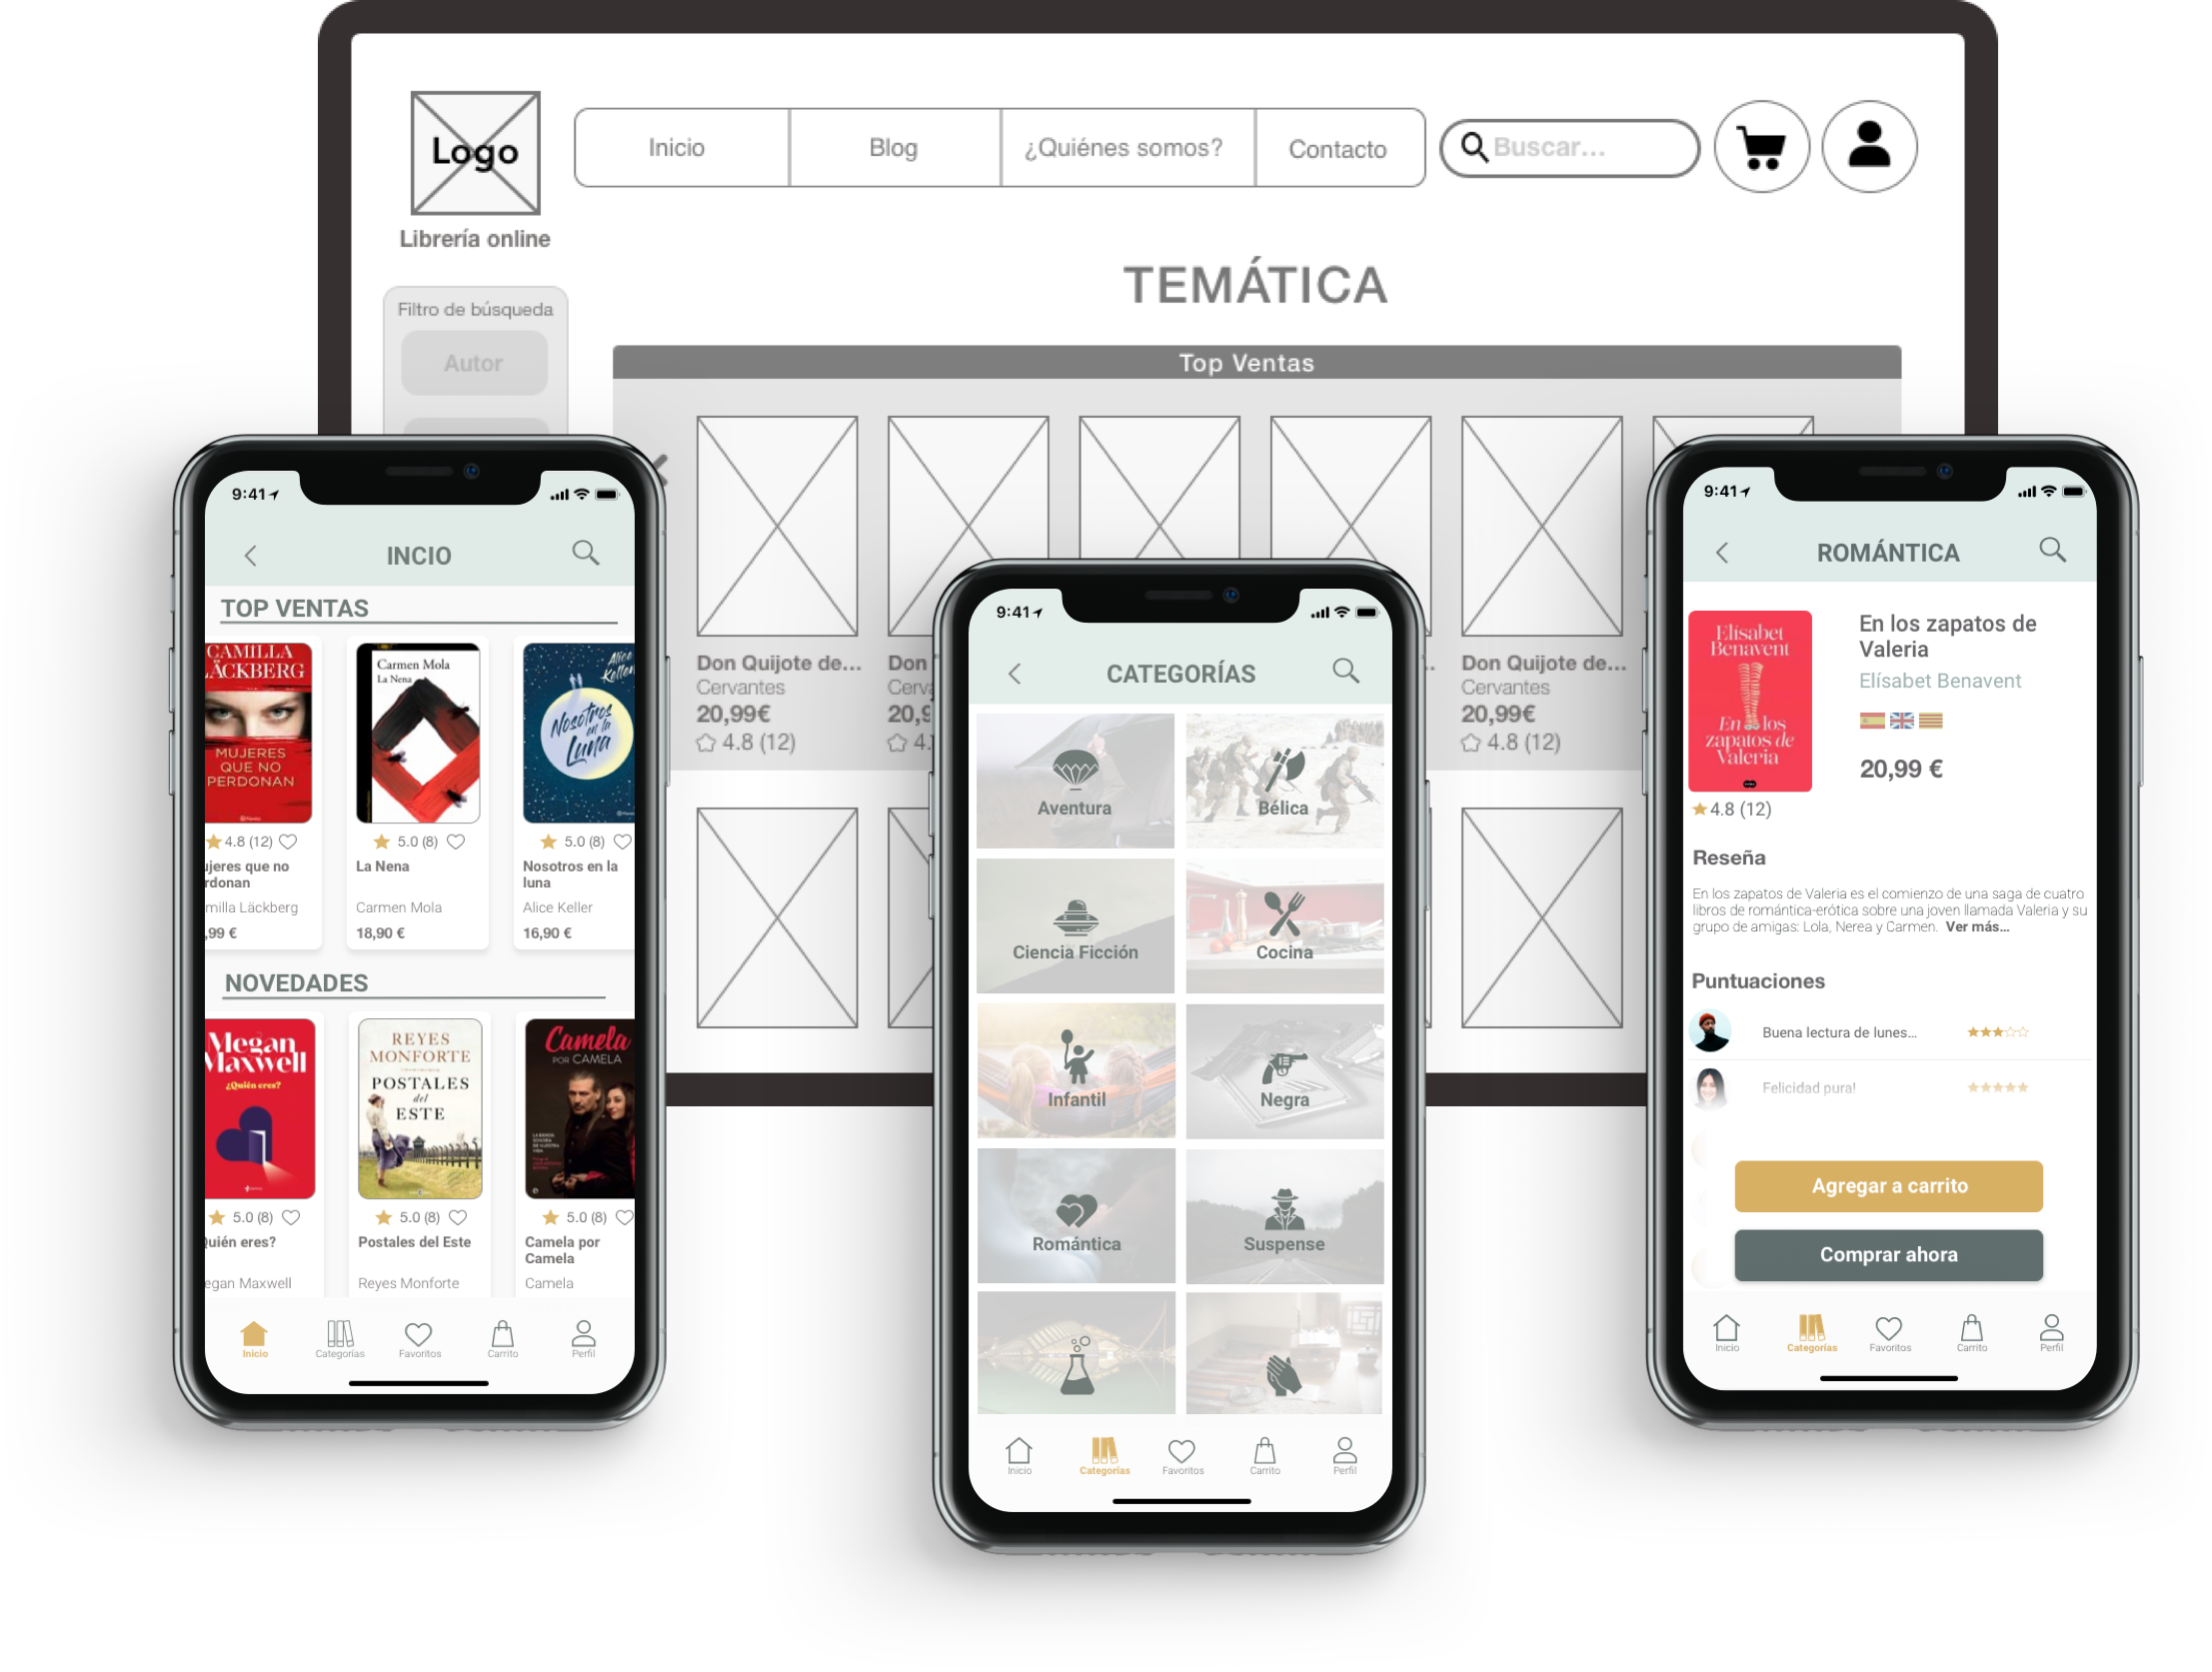 Logo
Librería online
Inicio
Blog
¿Quiénes somos?
Contacto
Buscar...
TEMÁTICA
Filtro de búsqueda
Autor
Top Ventas
Don Quijote de...
Cervantes
20,99€
4.8 (12)
Don
Cerv
20,9
4.
Don Quijote de...
Cervantes
20,99€
4.8 (12)
9:41
INCIO
TOP VENTAS
CAMILLA
LÄCKBERG
MUJERES
QUE NO
PERDONAN
Carmen Mola
La Nena
Alice
Kellen
Nosotros
en la
Luna
4.8 (12)
5.0 (8)
5.0 (8)
ujeres que no
rdonan
milla Läckberg
,99 €
La Nena
Carmen Mola
18,90 €
Nosotros en la
luna
Alice Keller
16,90 €
NOVEDADES
Megan
Maxwell
¿Quién eres?
REYES
MONFORTE
POSTALES
del
ESTE
Camela
POR CAMELA
5.0 (8)
5.0 (8)
5.0 (8)
Quién eres?
egan Maxwell
Postales del Este
Reyes Monforte
Camela por
Camela
Camela
Inicio
Categorías
Favoritos
Carrito
Perfil
9:41
CATEGORÍAS
Aventura
Bélica
Ciencia Ficción
Cocina
Infantil
Negra
Romántica
Suspense
Inicio
Categorías
Favoritos
Carrito
Perfil
9:41
ROMÁNTICA
Elísabet
Benavent
En los
zapatos de
Valeria
En los zapatos de
Valeria
Elísabet Benavent
20,99 €
4.8 (12)
Reseña
En los zapatos de Valeria es el comienzo de una saga de cuatro
libros de romántica-erótica sobre una joven llamada Valeria y su
grupo de amigas: Lola, Nerea y Carmen. Ver más...
Puntuaciones
Buena lectura de lunes...
Felicidad pura!
Agregar a carrito
Comprar ahora
Inicio
Categorías
Favoritos
Carrito
Perfil